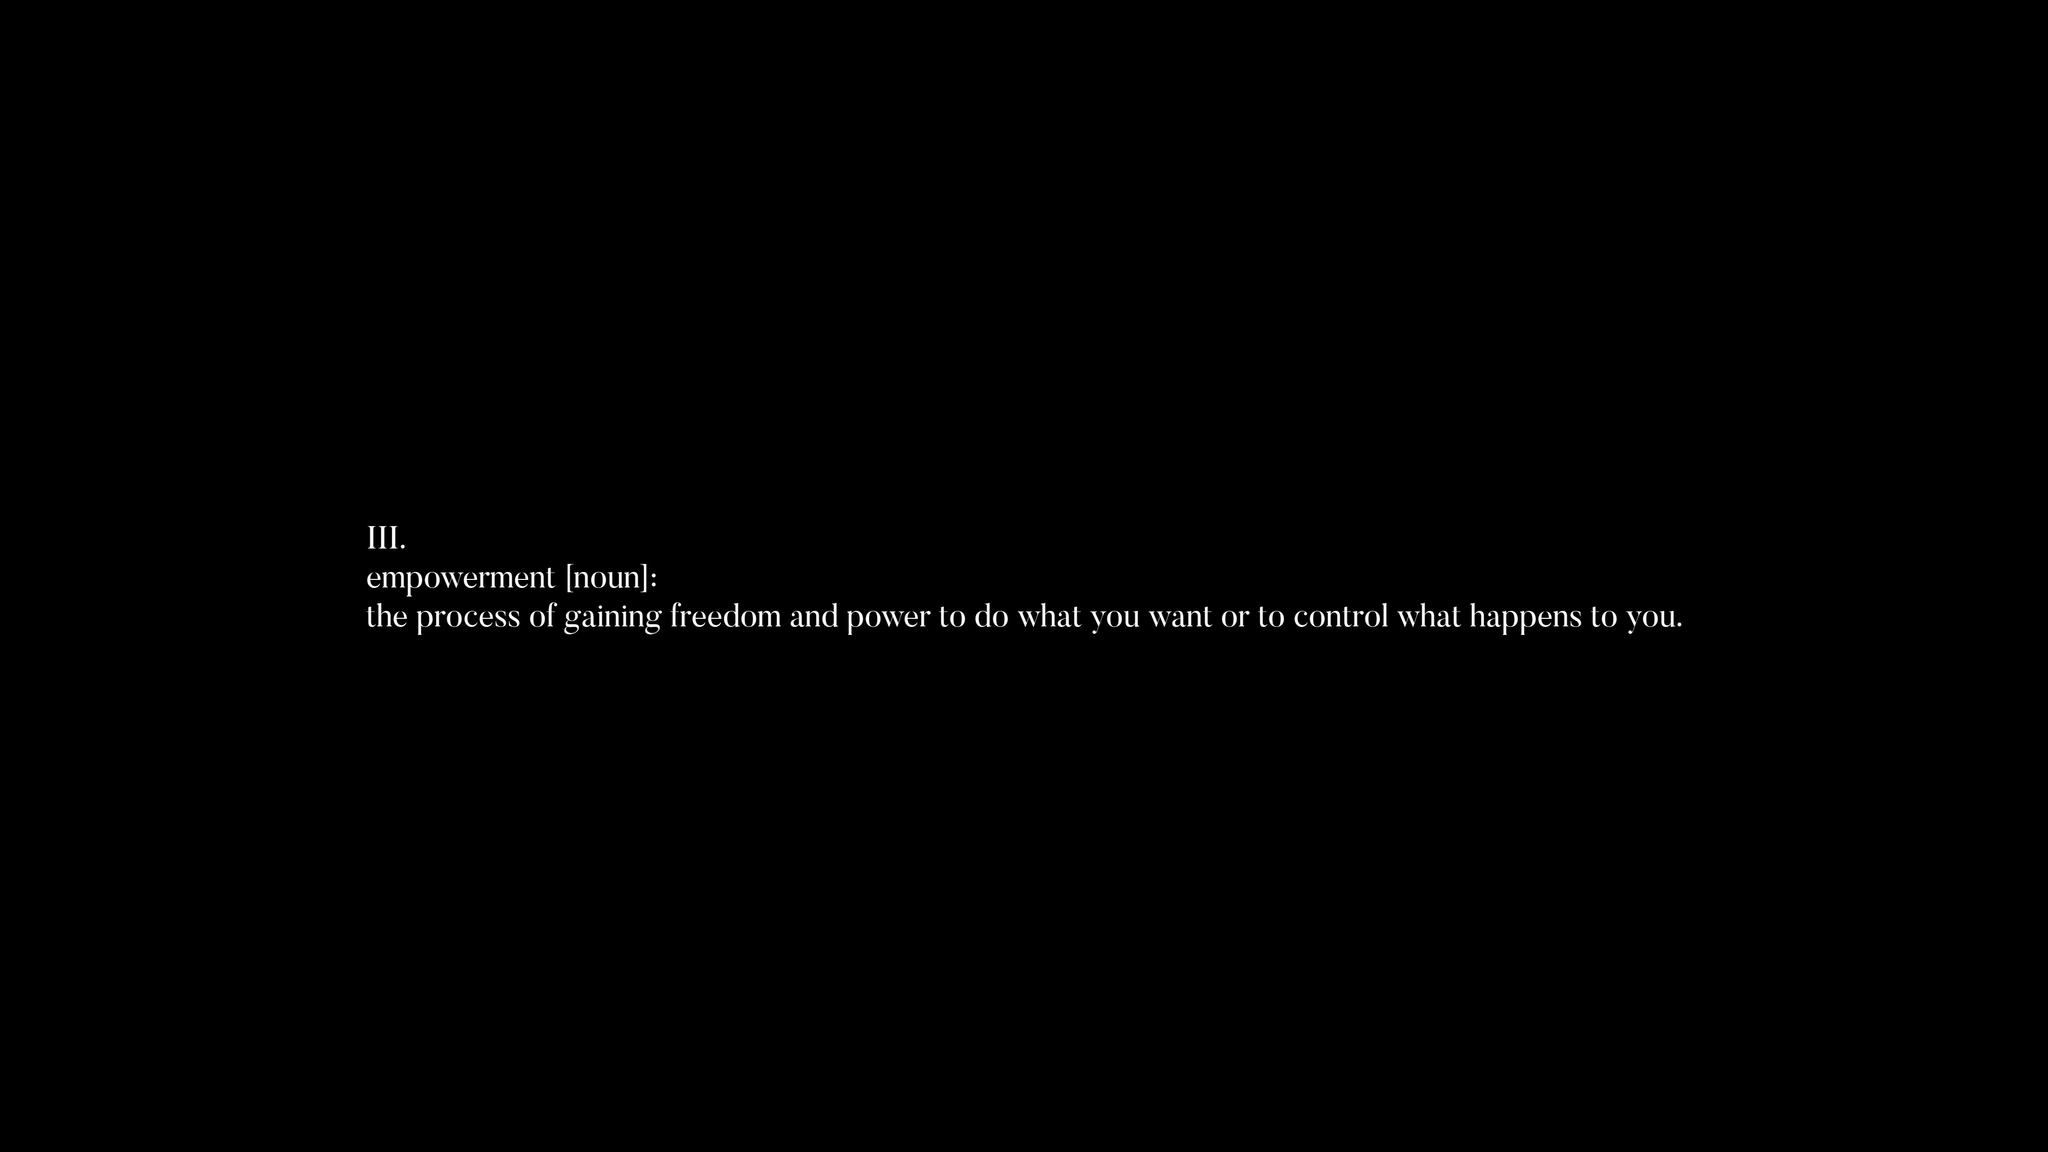 III.
empowerment [noun]:
the process of gaining freedom and power to do what you want or to control what happens to you.